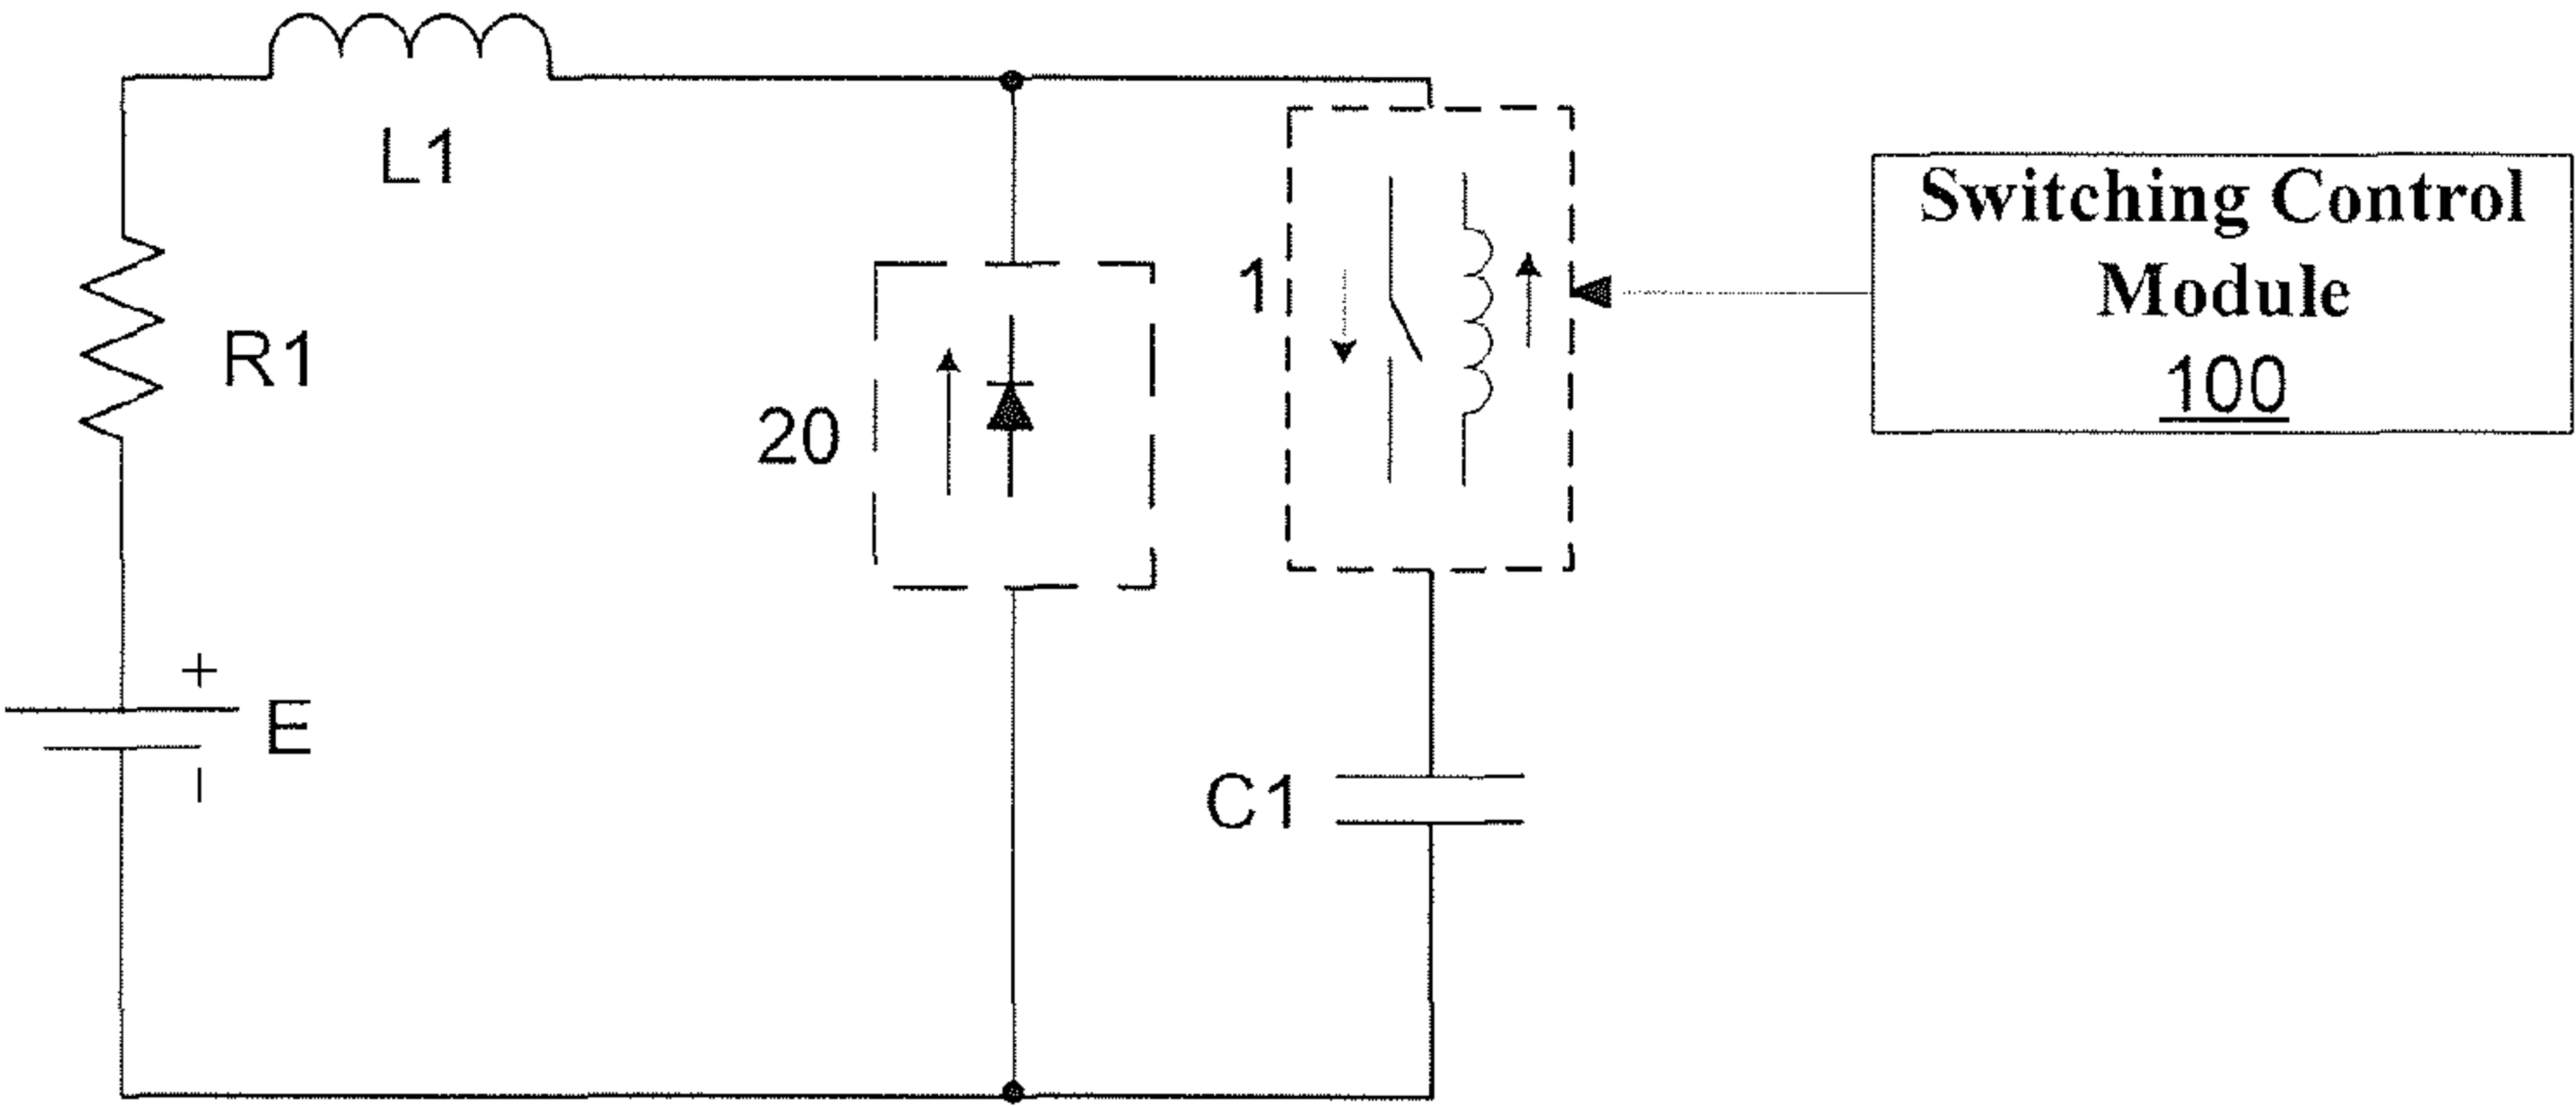 L1
R1
20
1
Switching Control
Module
100
+
E
−
C1